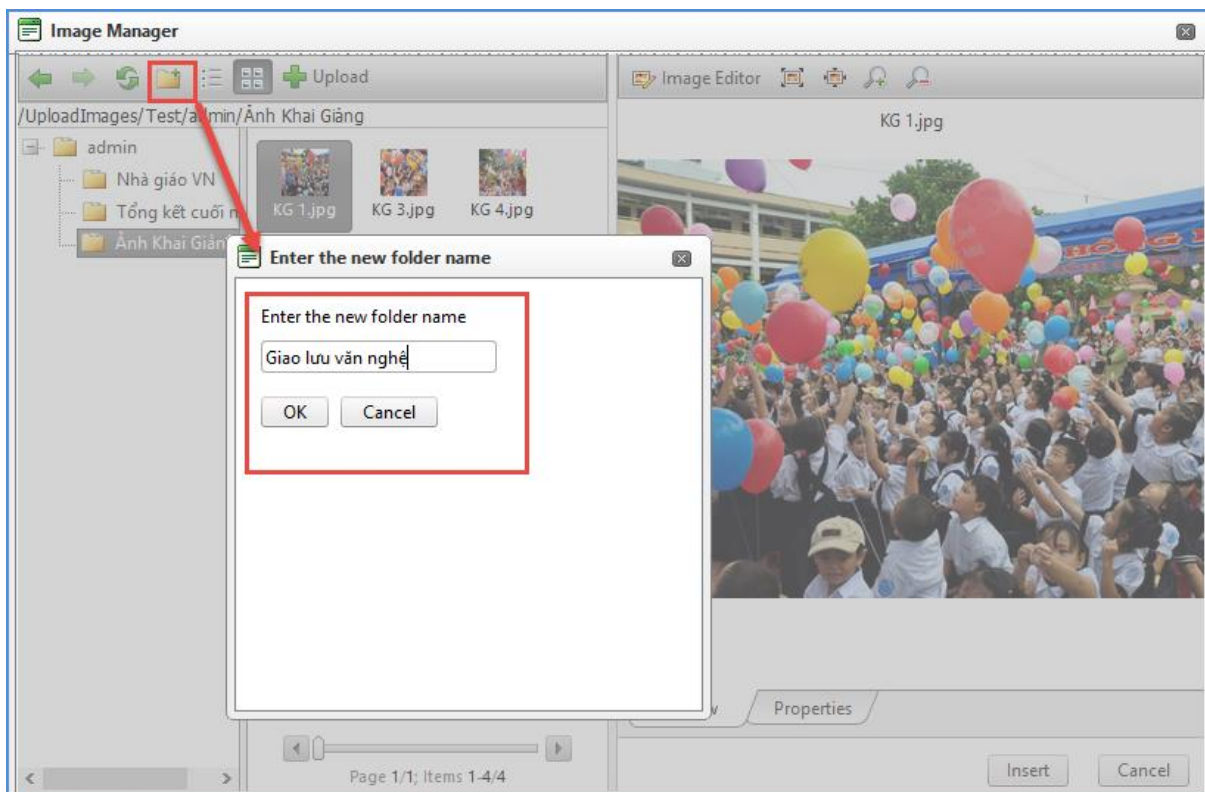 Image Manager
Upload
Image Editor
/UploadImages/Test/admin/Ảnh Khai Giảng
KG 1.jpg
admin
Nhà giáo VN
Tổng kết cuối
Ảnh Khai Giảng
KG 1.jpg
KG 3.jpg
KG 4.jpg
Enter the new folder name
Enter the new folder name
Giao lưu văn nghệ
OK
Cancel
Properties
Page 1/1; Items 1-4/4
Insert
Cancel